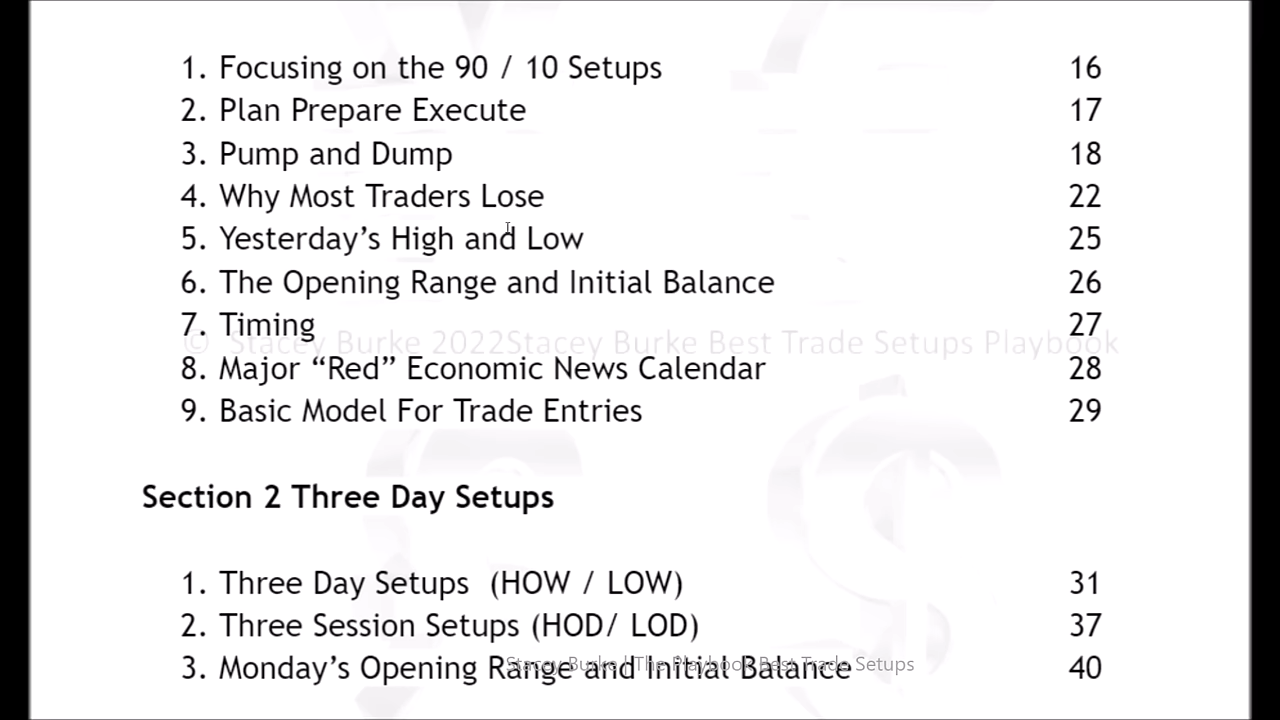 1. Focusing on the 90 / 10 Setups 16
2. Plan Prepare Execute 17
3. Pump and Dump 18
4. Why Most Traders Lose 22
5. Yesterday’s High and Low 25
6. The Opening Range and Initial Balance 26
7. Timing 27
© Stacey Burke 2022Stacey Burke Best Trade Setups Playbook
8. Major “Red” Economic News Calendar 28
9. Basic Model For Trade Entries 29
Section 2 Three Day Setups
1. Three Day Setups (HOW / LOW) 31
2. Three Session Setups (HOD/ LOD) 37
3. Monday’s Opening Range and Initial Balance 40
Stacey Burke | The Playbook Best Trade Setups